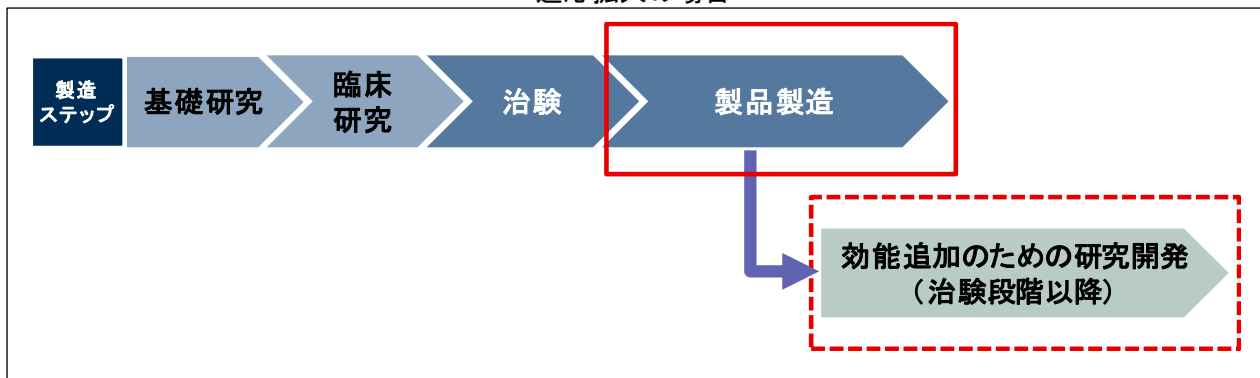 製造
ステップ
基礎研究
臨床
研究
治験
製品製造
効能追加のための研究開発
（治験段階以降）